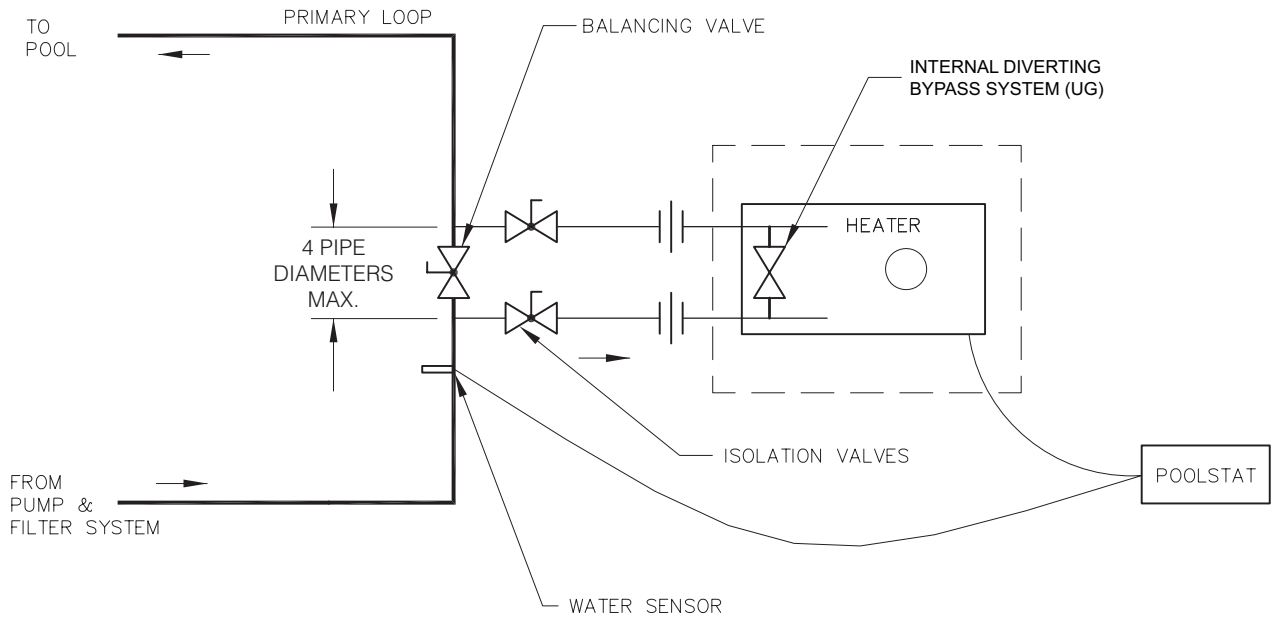 TO
POOL
PRIMARY LOOP
BALANCING VALVE
INTERNAL DIVERTING
BYPASS SYSTEM (UG)
4 PIPE
DIAMETERS
MAX.
HEATER
ISOLATION VALVES
POOLSTAT
FROM
PUMP &
FILTER SYSTEM
WATER SENSOR